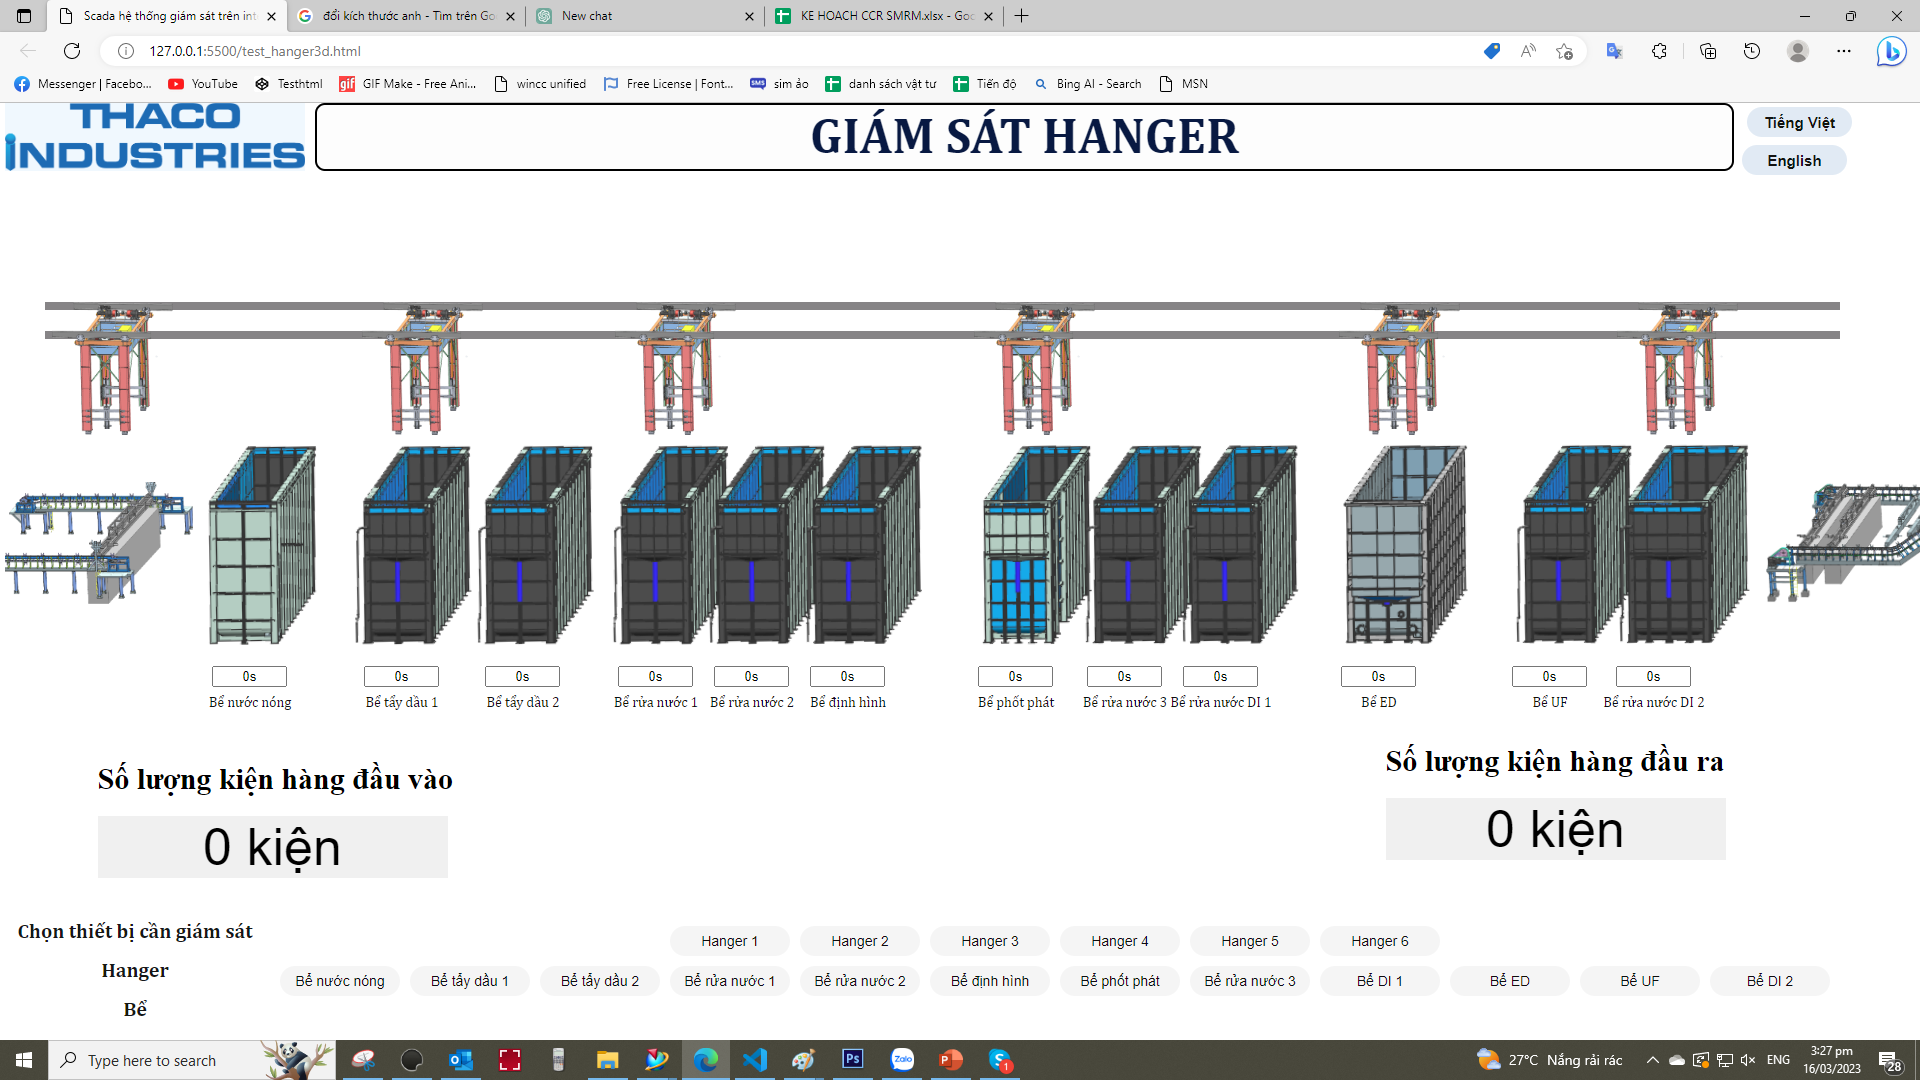 Scada hệ thống giám sát trên int
đổi kích thước anh - Tìm trên Go
New chat
KE HOACH CCR SMRM.xlsx - Goo
127.0.0.1:5500/test_hanger3d.html
Messenger | Facebo...
YouTube
Testhtml
gif
GIF Make - Free Ani...
wincc unified
Free License | Font...
SMS
sim ảo
danh sách vật tư
Tiến độ
Bing AI - Search
MSN
THACO
INDUSTRIES
GIÁM SÁT HANGER
Tiếng Việt
English
0s 0s 0s 0s 0s 0s 0s 0s 0s 0s 0s 0s
Bể nước nóng Bể tẩy dầu 1 Bể tẩy dầu 2 Bể rửa nước 1 Bể rửa nước 2 Bể định hình Bể phốt phát Bể rửa nước 3 Bể rửa nước DI 1 Bể ED Bể UF Bể rửa nước DI 2
Số lượng kiện hàng đầu vào
0 kiện
Số lượng kiện hàng đầu ra
0 kiện
Chọn thiết bị cần giám sát
Hanger
Bể
Hanger 1 Hanger 2 Hanger 3 Hanger 4 Hanger 5 Hanger 6
Bể nước nóng Bể tẩy dầu 1 Bể tẩy dầu 2 Bể rửa nước 1 Bể rửa nước 2 Bể định hình Bể phốt phát Bể rửa nước 3 Bể DI 1 Bể ED Bể UF Bể DI 2
Type here to search
Ps
Zalo
P
1
27°C Nắng rải rác
ENG
3:27 pm
16/03/2023
28